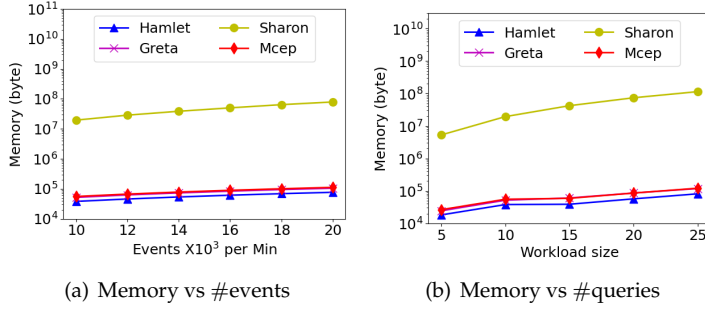 Hamlet
Greta
Sharon
Mcep
10^11
10^10
10^9
10^8
10^7
10^6
10^5
10^4
Memory (byte)
10 12 14 16 18 20
Events X10^3 per Min
(a) Memory vs #events
Hamlet
Greta
Sharon
Mcep
10^10
10^9
10^8
10^7
10^6
10^5
10^4
Memory (byte)
5 10 15 20 25
Workload size
(b) Memory vs #queries